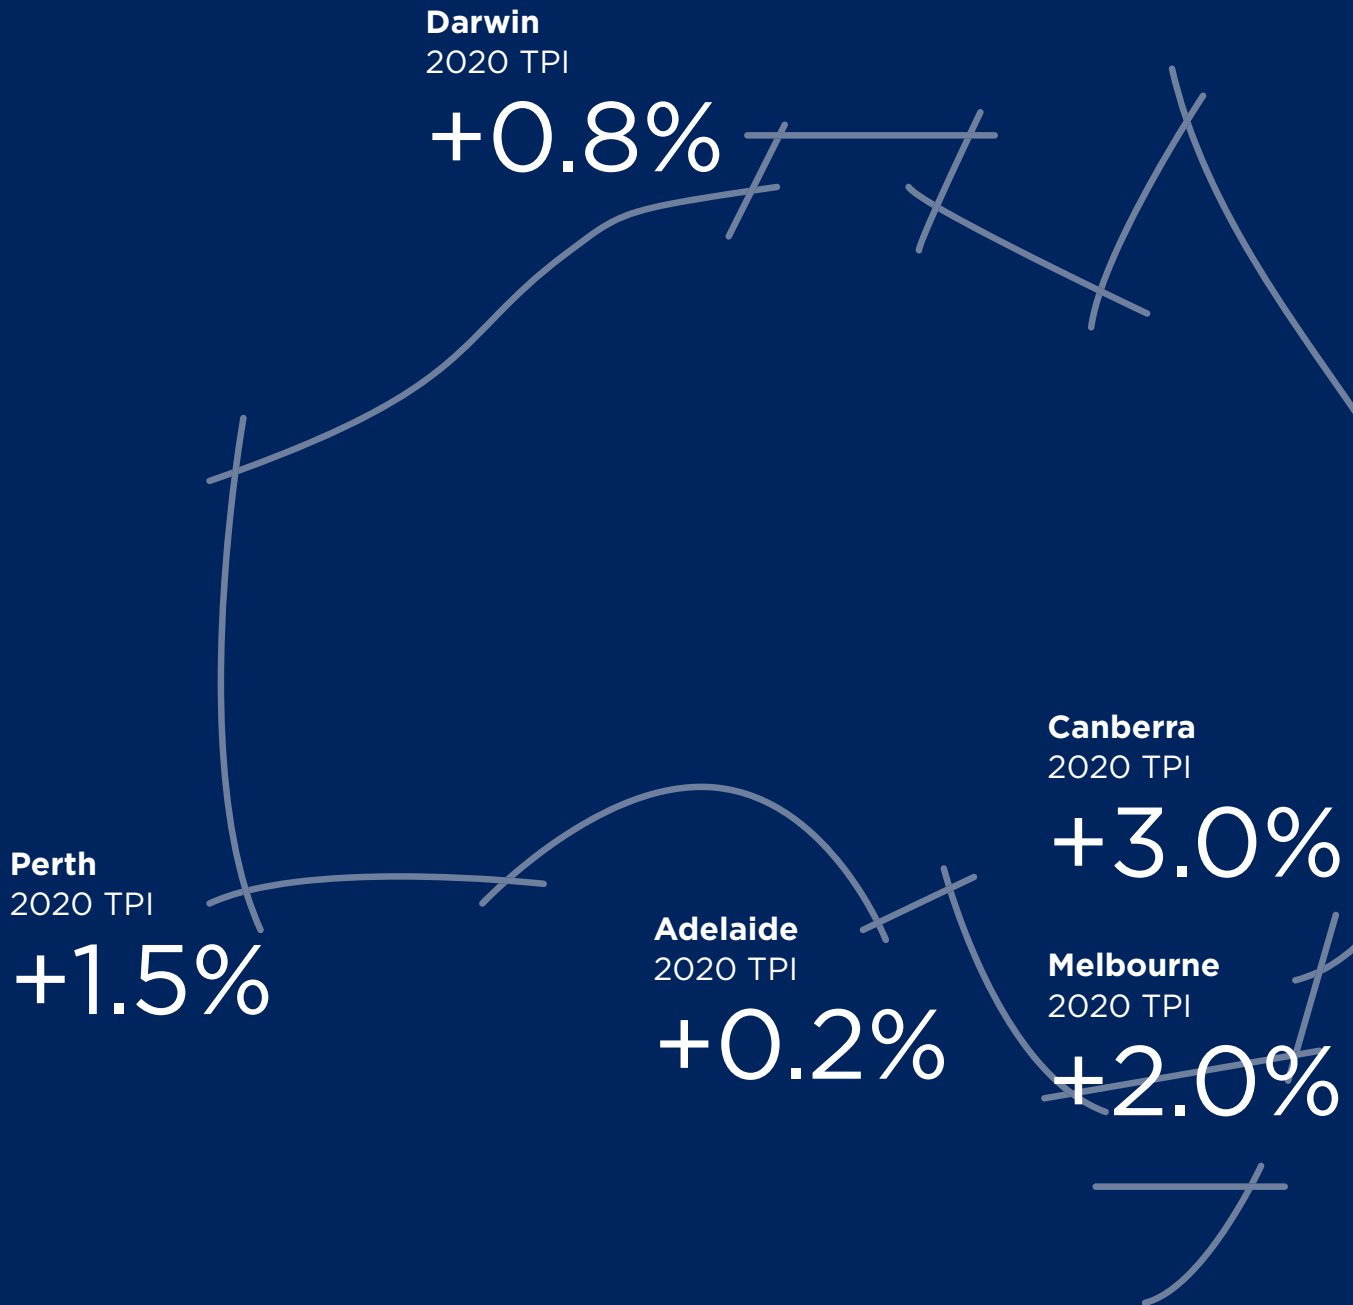 Darwin
2020 TPI
+0.8%
Canberra
2020 TPI
+3.0%
Perth
2020 TPI
+1.5%
Adelaide
2020 TPI
+0.2%
Melbourne
2020 TPI
+2.0%